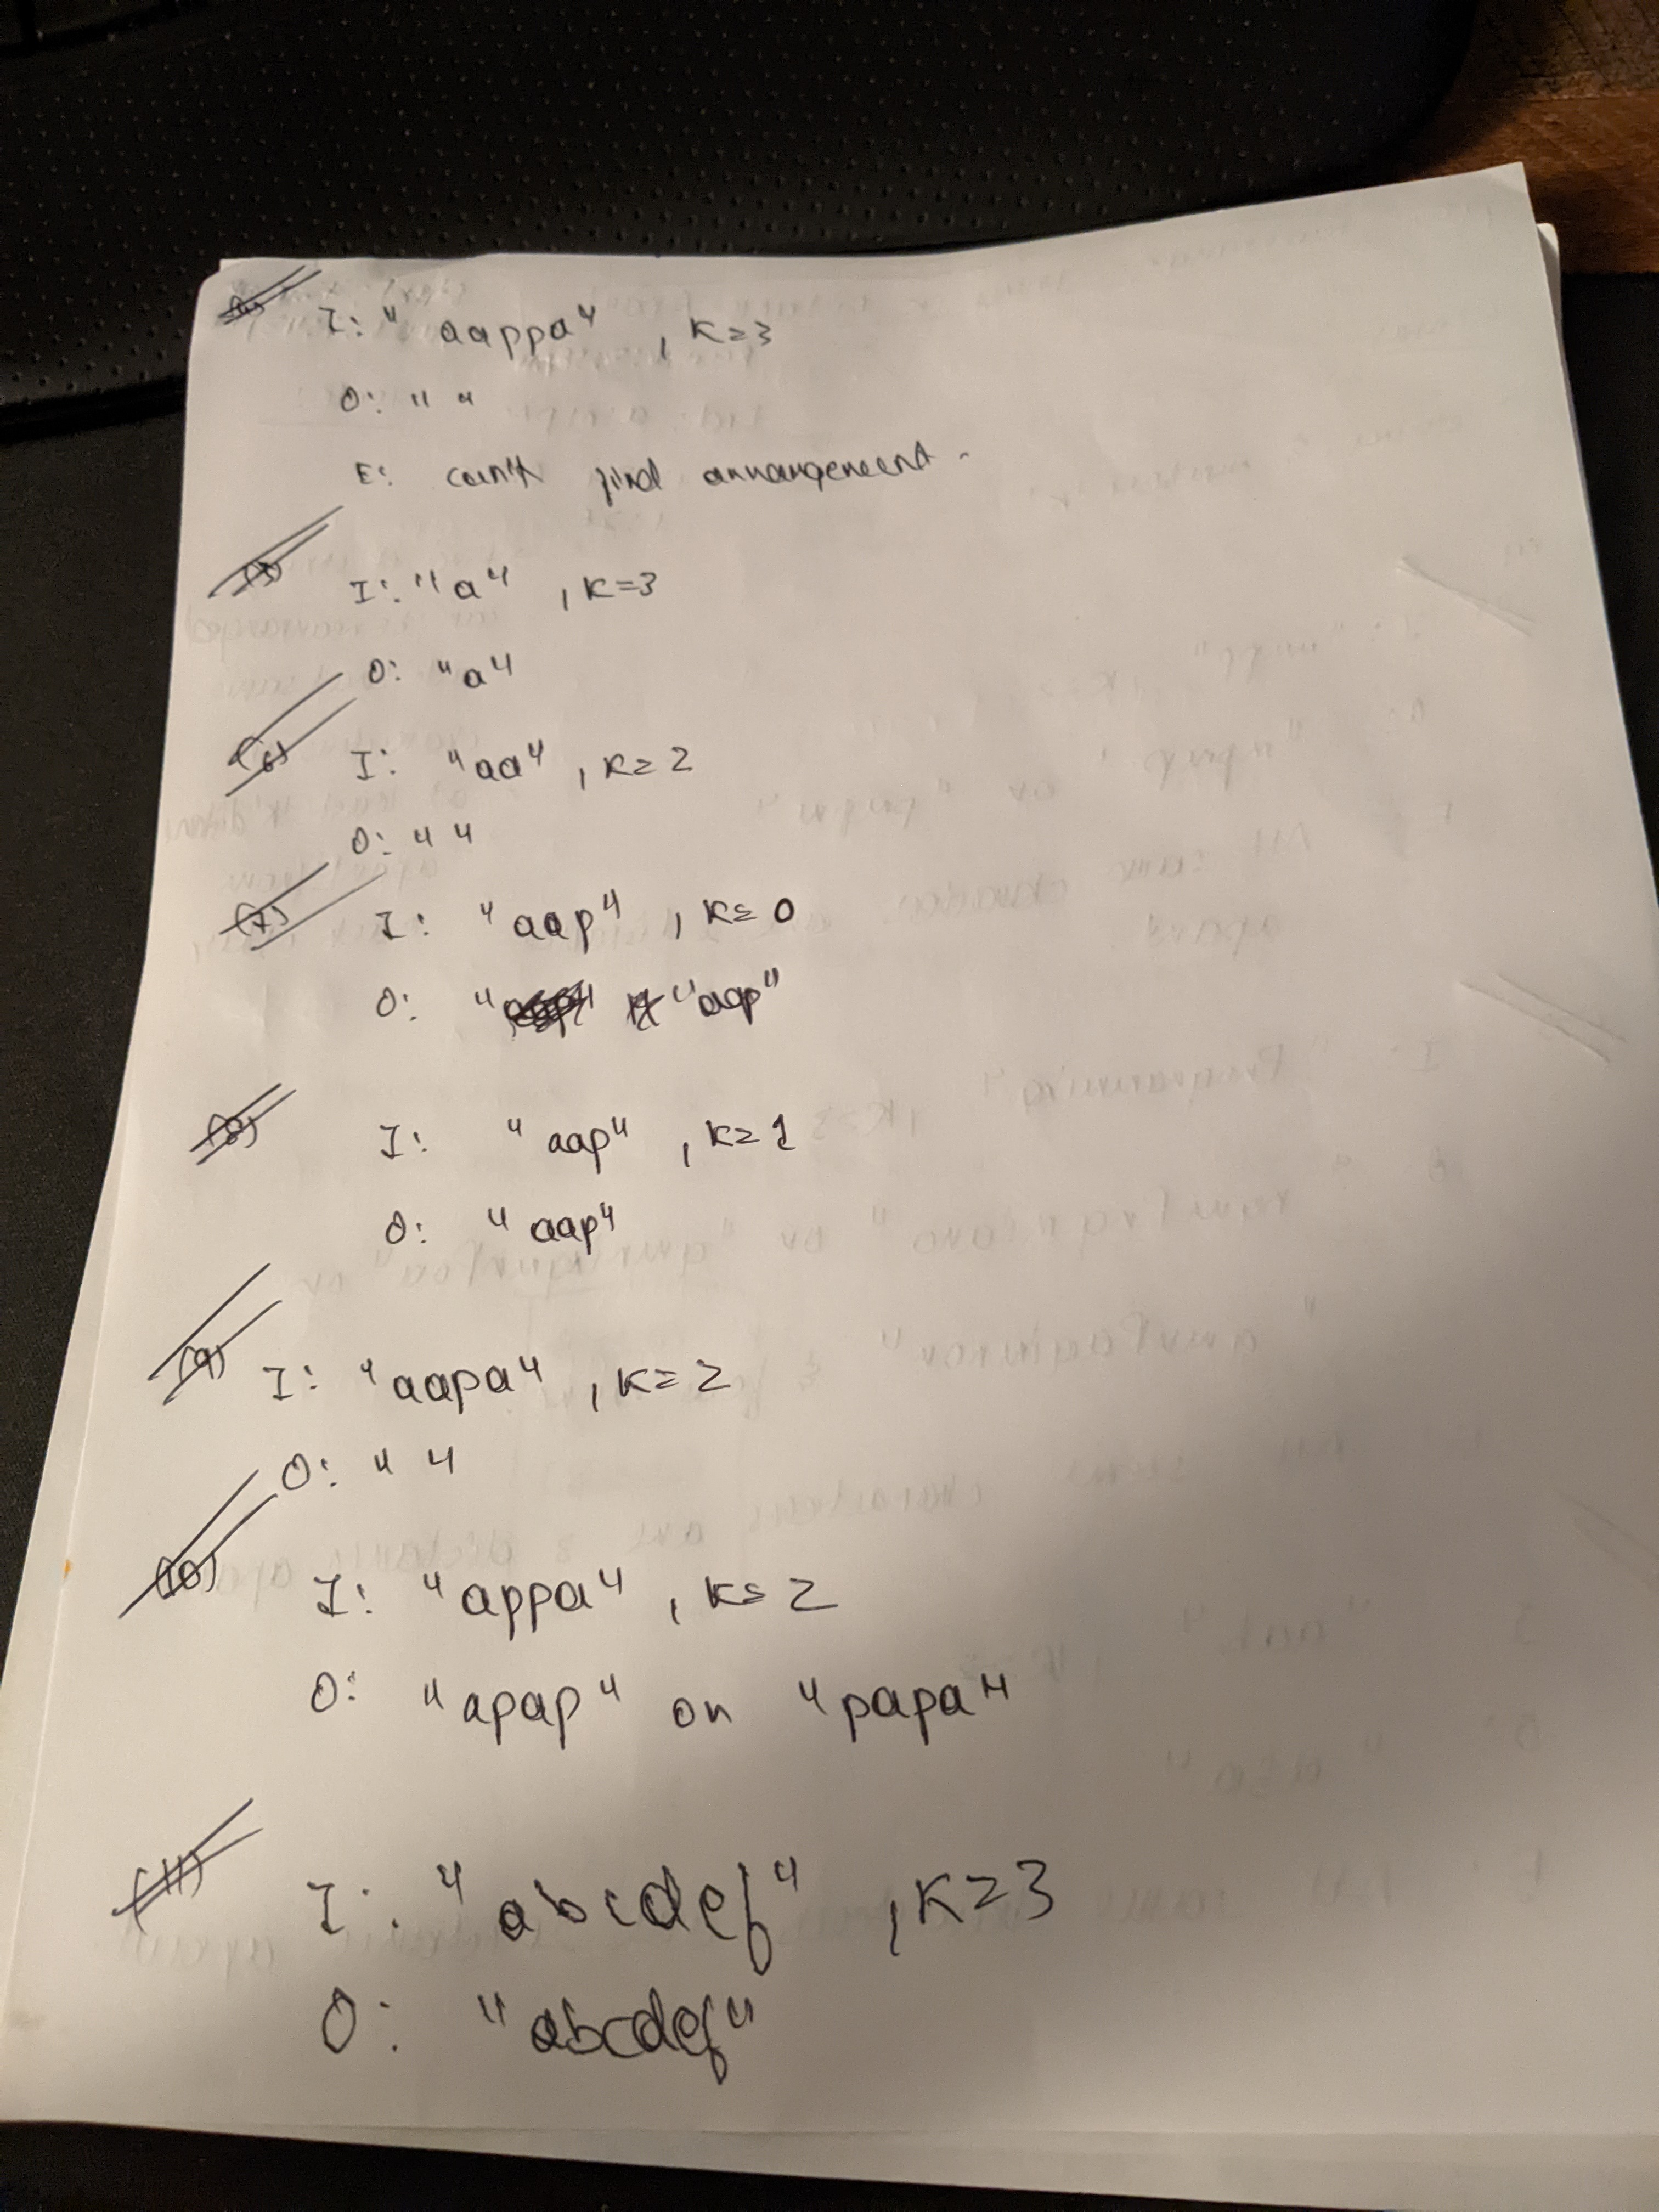 I: "aappa", K=3
O: " "
E: can't find arrangement.
I: "a", K=3
O: "a"
(6) I: "aa", K=2
O: " "
(7) I: "aap", K=0
O: "aap"
(8) I: "aap", K=1
O: "aap"
(9) I: "aapa", K=2
O: " "
(10) I: "appa", K=2
O: "apap" or "papa"
(11) I: "abcdef", K=3
O: "abcdef"